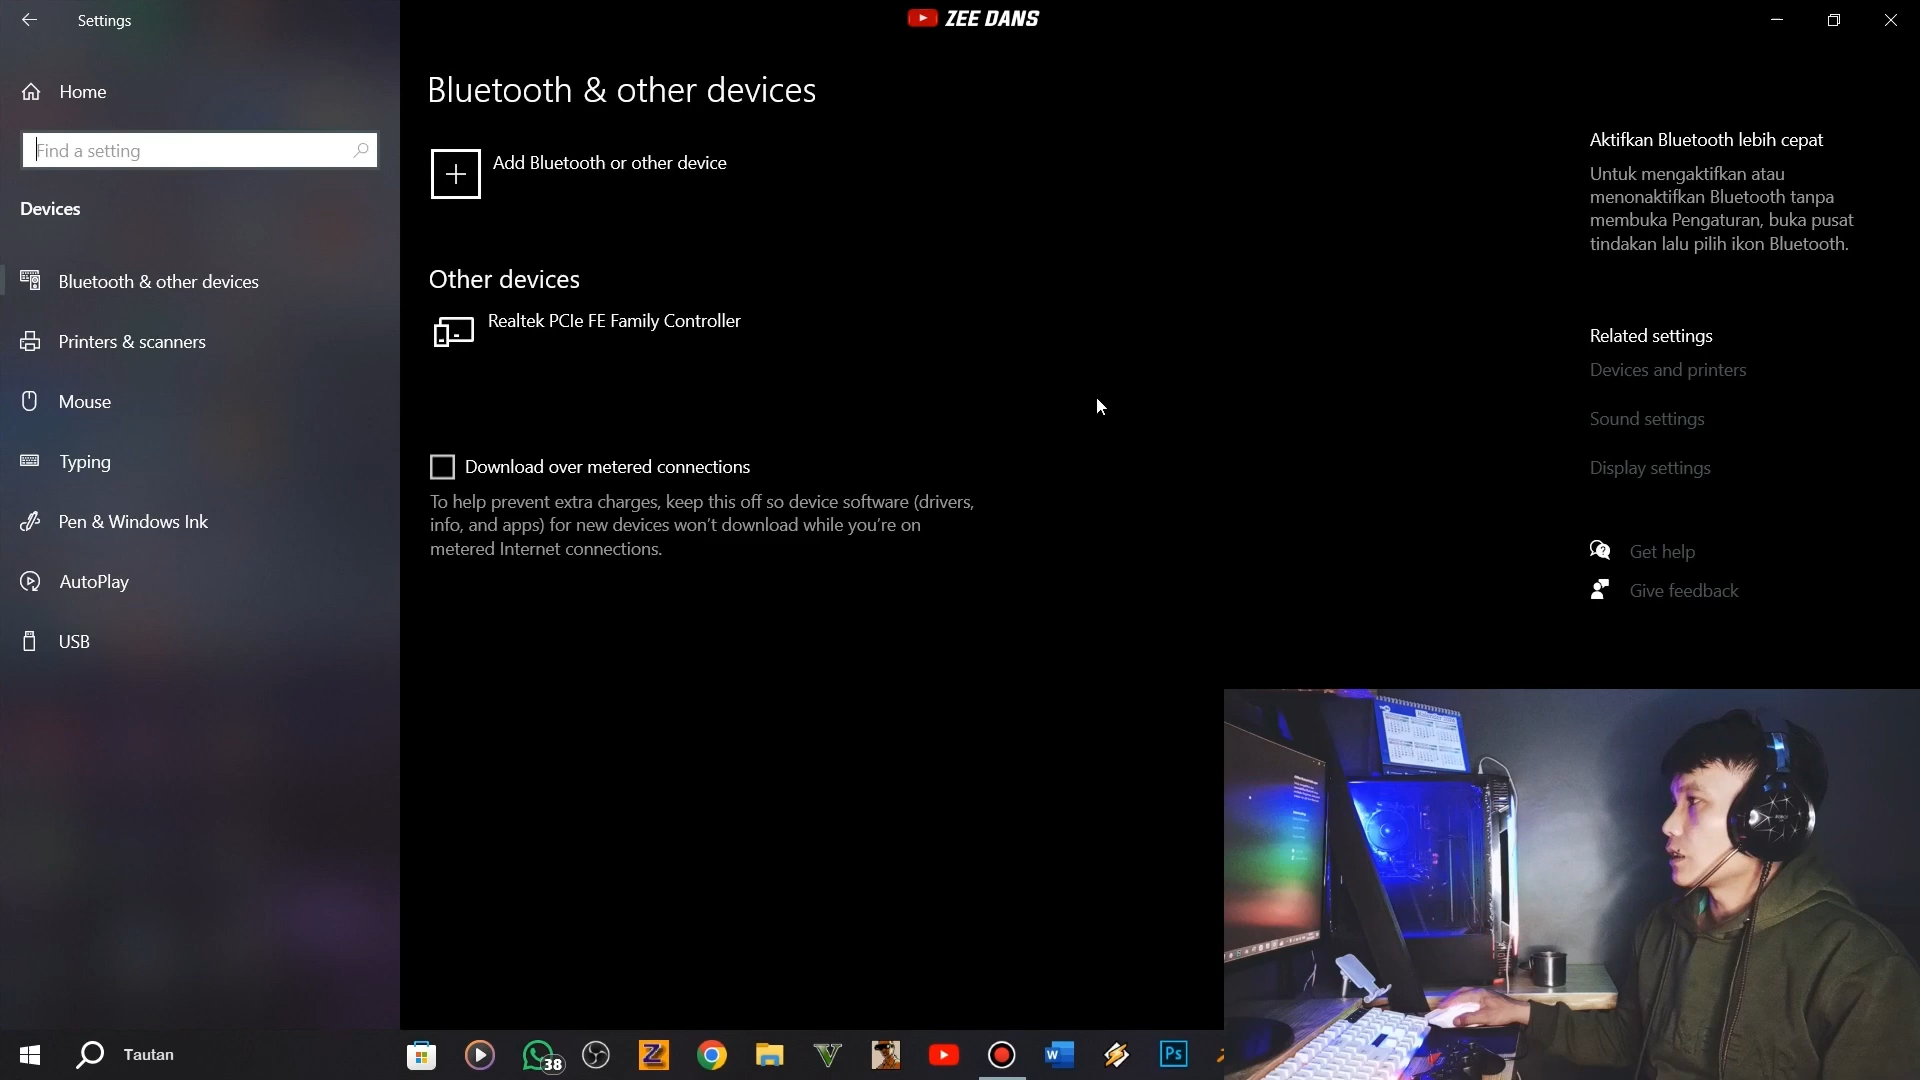 Settings
ZEE DANS
Home
Find a setting
Devices
Bluetooth & other devices
Printers & scanners
Mouse
Typing
Pen & Windows Ink
AutoPlay
USB
Bluetooth & other devices
Add Bluetooth or other device
Other devices
Realtek PCIe FE Family Controller
Download over metered connections
To help prevent extra charges, keep this off so device software (drivers,
info, and apps) for new devices won't download while you're on
metered Internet connections.
Aktifkan Bluetooth lebih cepat
Untuk mengaktifkan atau
menonaktifkan Bluetooth tanpa
membuka Pengaturan, buka pusat
tindakan lalu pilih ikon Bluetooth.
Related settings
Devices and printers
Sound settings
Display settings
Get help
Give feedback
Tautan
38
Z
V
W
Ps